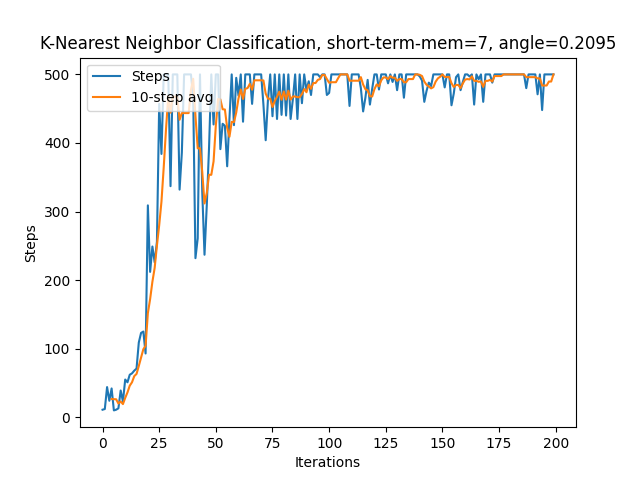 K-Nearest Neighbor Classification, short-term-mem=7, angle=0.2095
Steps
10-step avg
500
400
300
200
100
0
Steps
0 25 50 75 100 125 150 175 200
Iterations